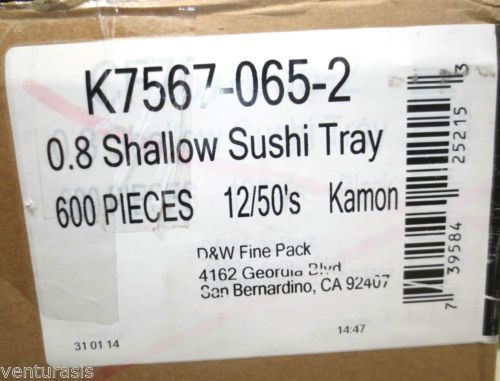 K7567-065-2
0.8 Shallow Sushi Tray
600 PIECES 12/50's Kamon
D&W Fine Pack
4162 Georgia Blvd
San Bernardino, CA 92407
31 01 14 14:47
7 39584 25215 3
venturasis